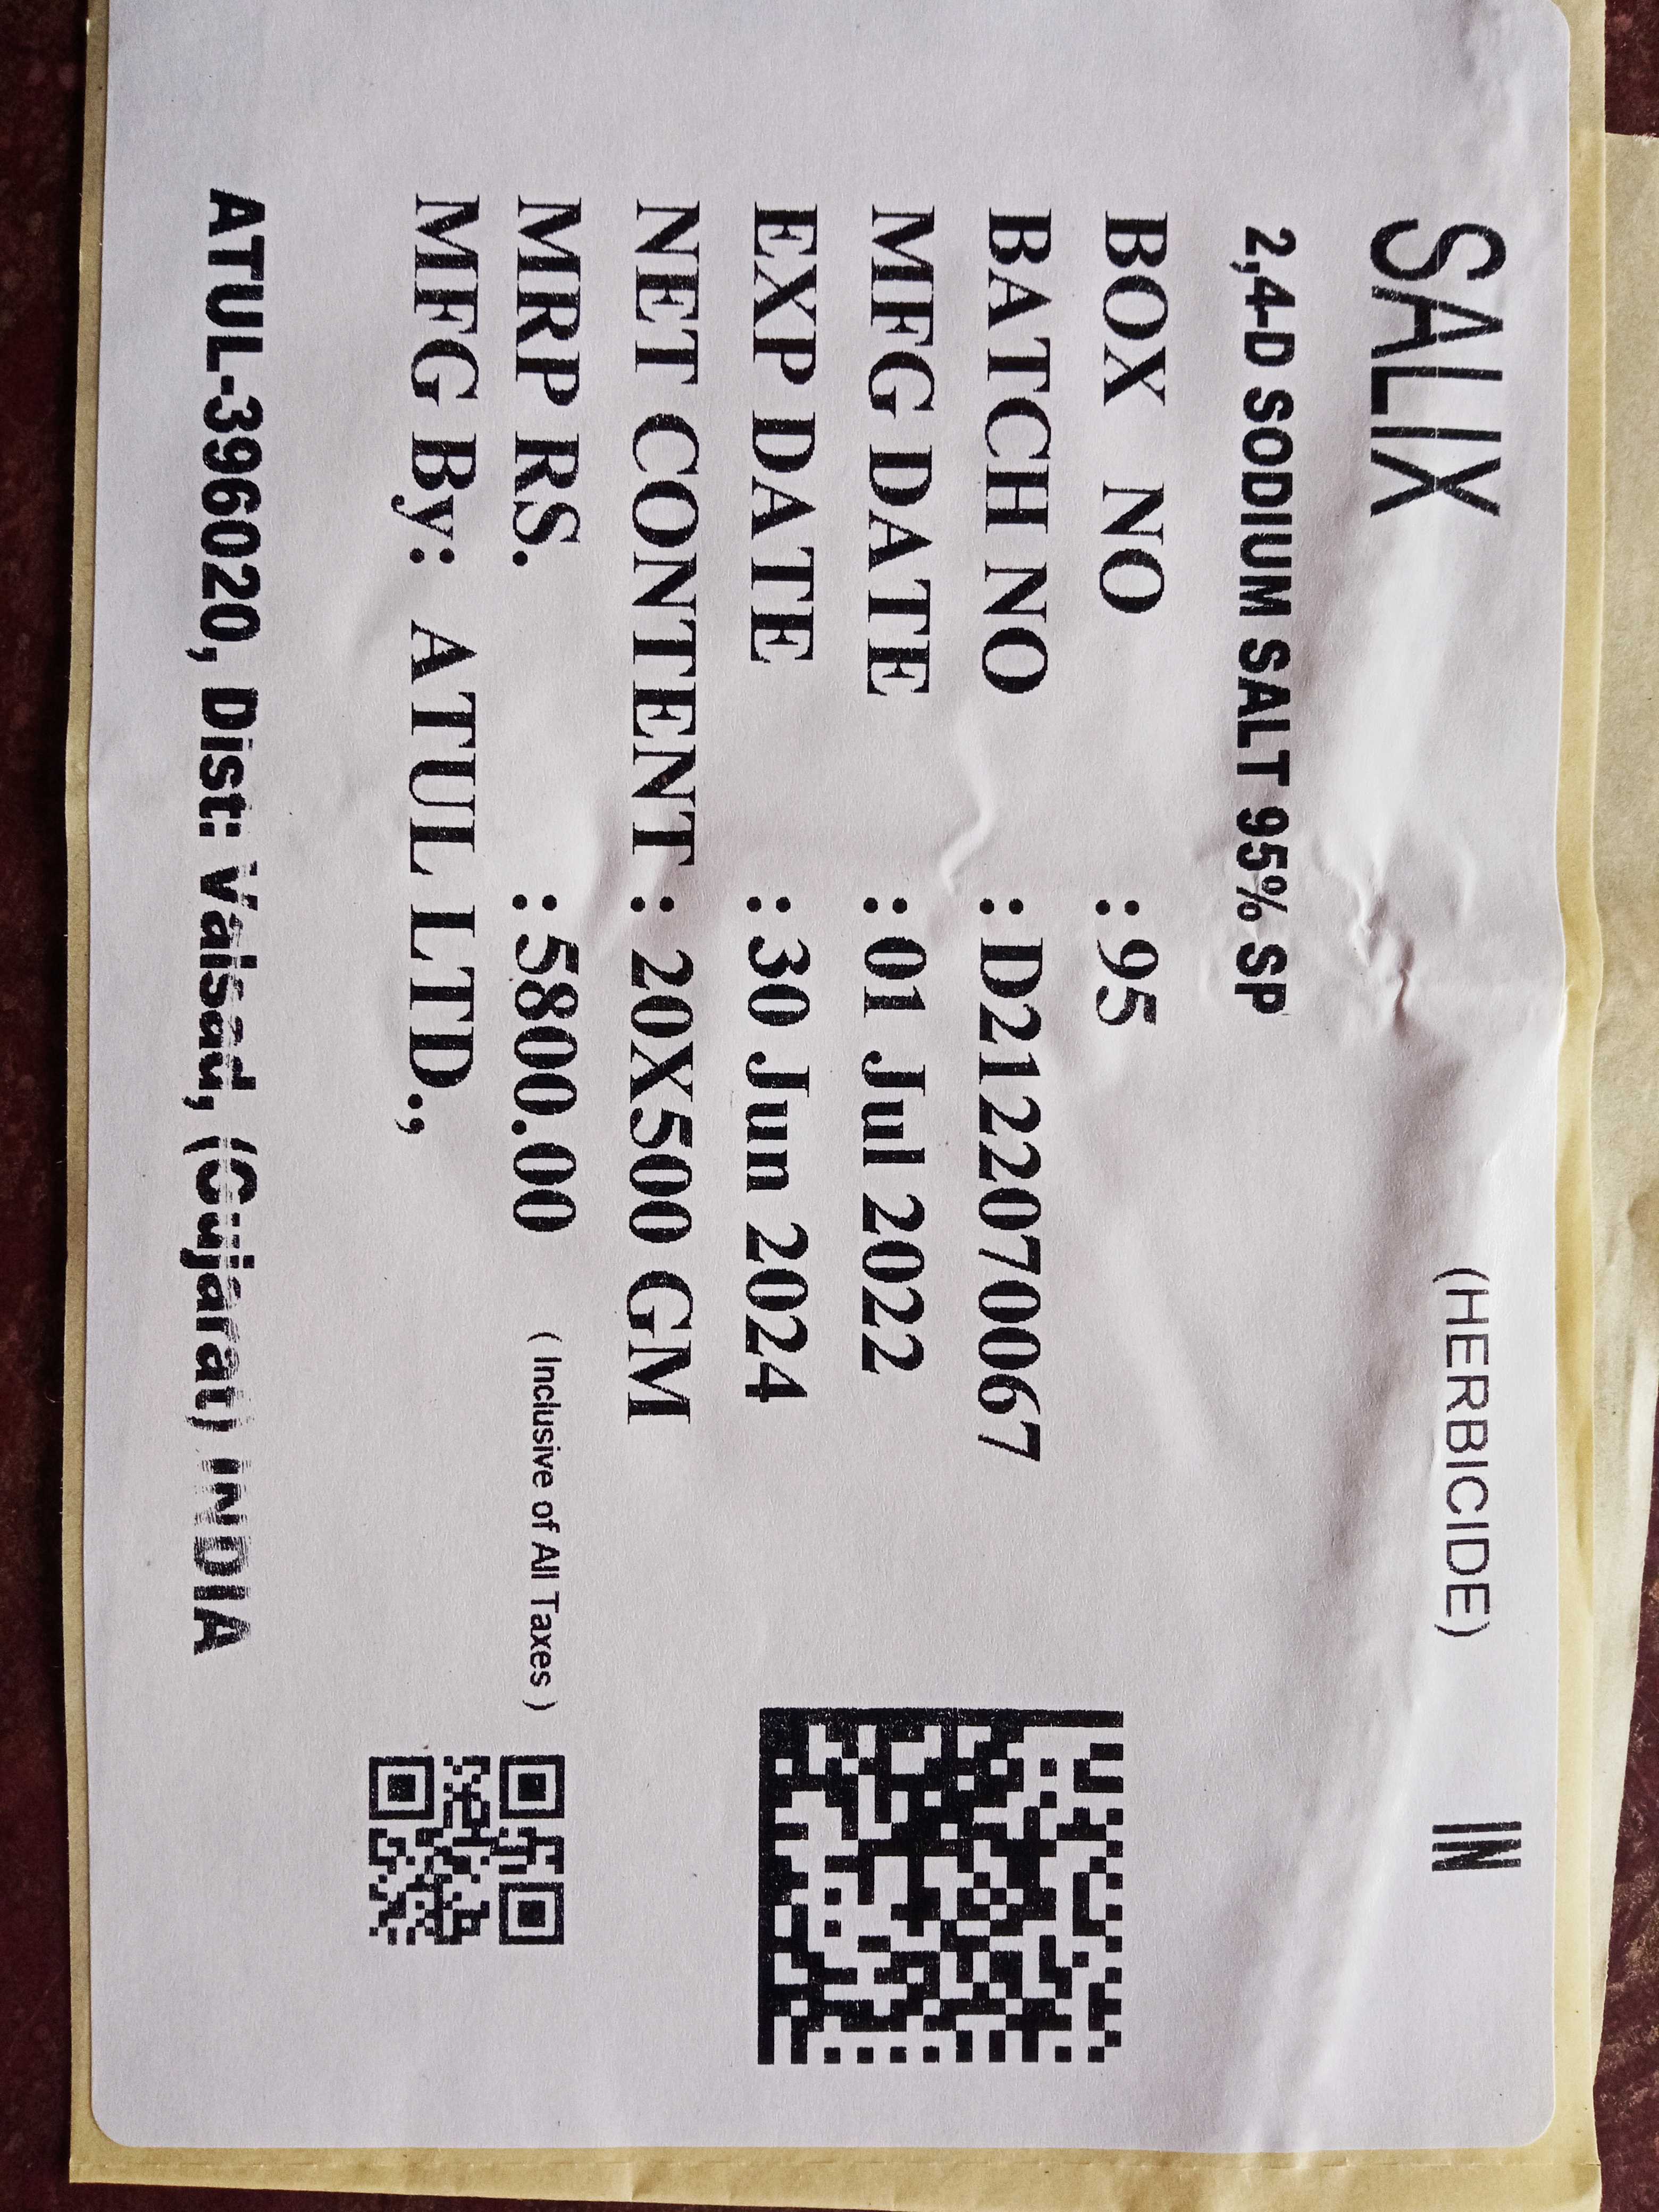 SALIX (HERBICIDE) IN
2,4-D SODIUM SALT 95% SP
BOX NO : 95
BATCH NO : D2122070067
MFG DATE : 01 Jul 2022
EXP DATE : 30 Jun 2024
NET CONTENT : 20X500 GM
MRP RS. : 5800.00 ( Inclusive of All Taxes )
MFG By: ATUL LTD.,
ATUL-396020, Dist: Valsad, (Gujarat) INDIA